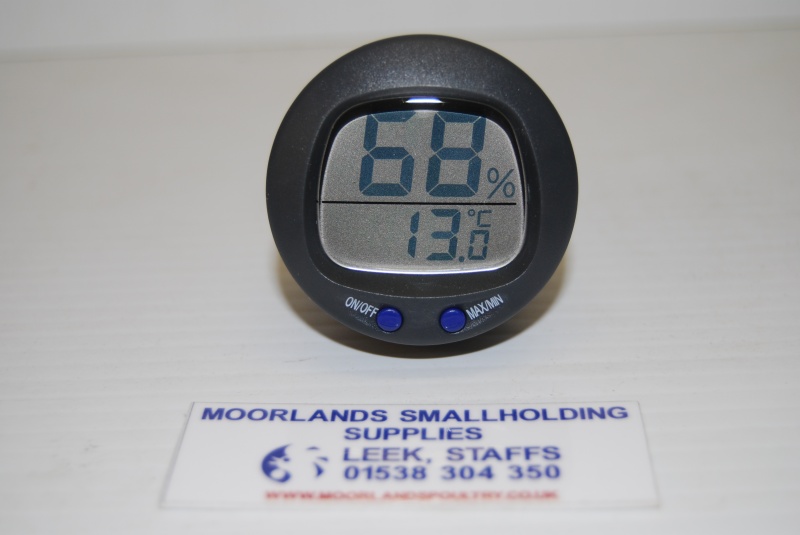 68%
13.0°C
ON/OFF
MAX/MIN
MOORLANDS SMALLHOLDING
SUPPLIES
LEEK, STAFFS
01538 304 350
WWW.MOORLANDSPOULTRY.CO.UK